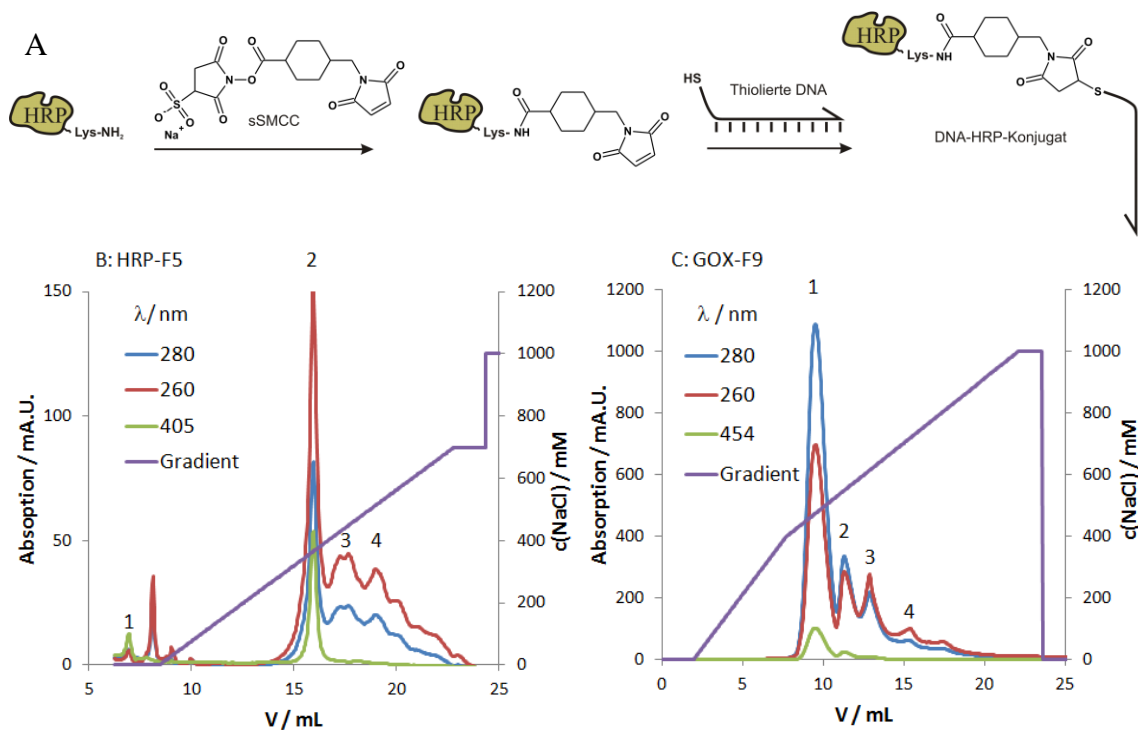 A
HRP
Lys-NH₂
O
O
N
O
O
O
O
S
O
O⁻
Na⁺
N
O
O
sSMCC
HRP
Lys-NH
O
N
O
O
HS
Thiolierte DNA
HRP
Lys-NH
O
N
O
O
S
DNA-HRP-Konjugat
B: HRP-F5
2
150
100
50
0
Absoption / mA.U.
λ / nm
280
260
405
Gradient
1
3
4
1200
1000
800
600
400
200
0
c(NaCl) / mM
5
10
15
20
25
V / mL
C: GOX-F9
1
1200
1000
800
600
400
200
0
Absorption / mA.U.
λ / nm
280
260
454
Gradient
2
3
4
1200
1000
800
600
400
200
0
c(NaCl) / mM
0
5
10
15
20
25
V / mL